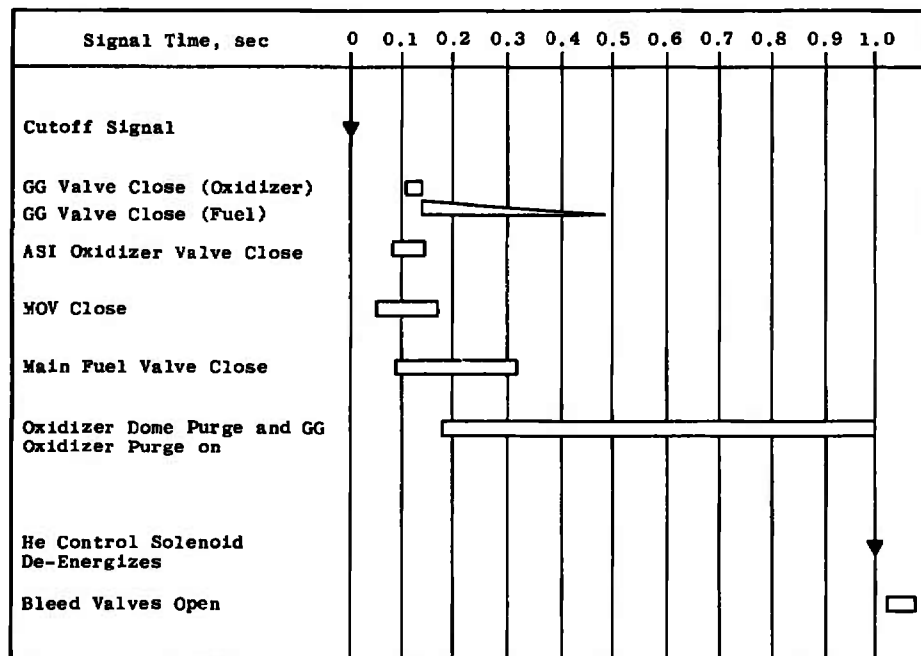 Signal Time, sec 0 0.1 0.2 0.3 0.4 0.5 0.6 0.7 0.8 0.9 1.0
Cutoff Signal
GG Valve Close (Oxidizer)
GG Valve Close (Fuel)
ASI Oxidizer Valve Close
MOV Close
Main Fuel Valve Close
Oxidizer Dome Purge and GG
Oxidizer Purge on
He Control Solenoid
De-Energizes
Bleed Valves Open